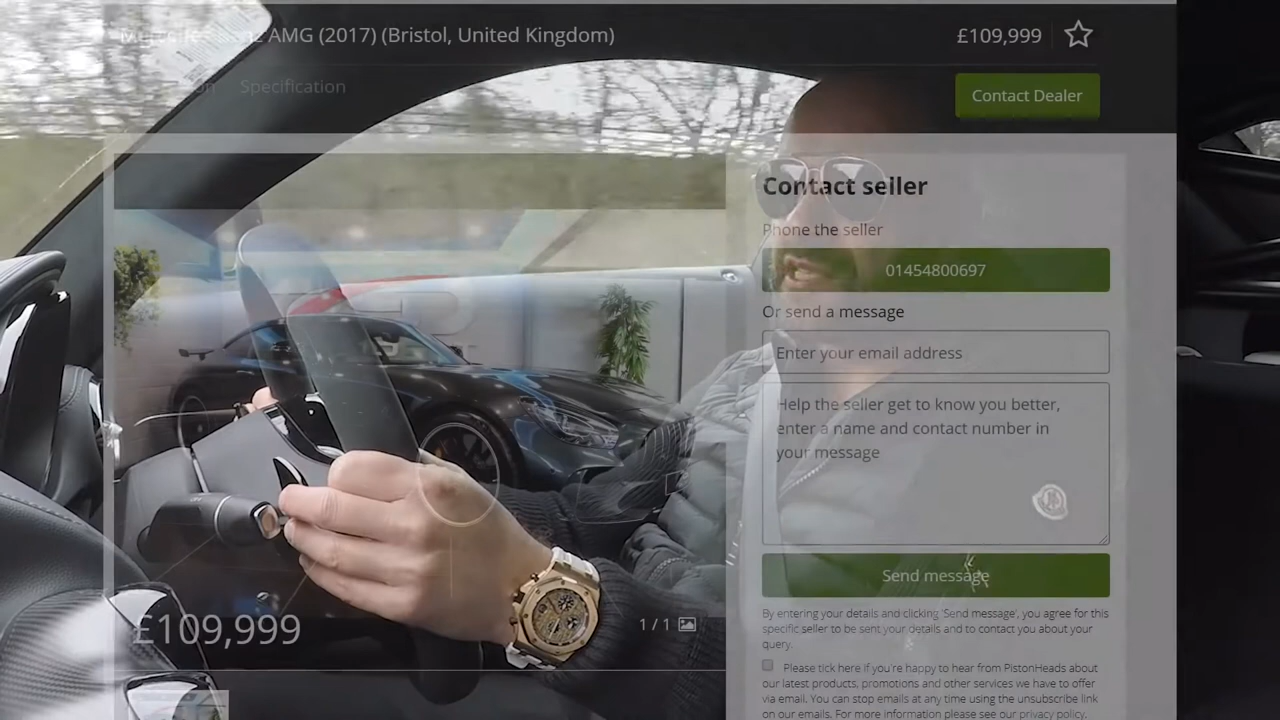 Mercedes-Benz AMG (2017) (Bristol, United Kingdom)
£109,999
Specification
Contact Dealer
Contact seller
Phone the seller
01454800697
Or send a message
Enter your email address
Help the seller get to know you better,
enter a name and contact number in
your message
Send message
£109,999
1 / 1
By entering your details and clicking 'Send message', you agree for this
specific seller to be sent your details and to contact you about your
query.
Please tick here if you're happy to hear from PistonHeads about
our latest products, promotions and other services we have to offer
via email. You can stop emails at any time using the unsubscribe link
on our emails. For more information please see our privacy policy.